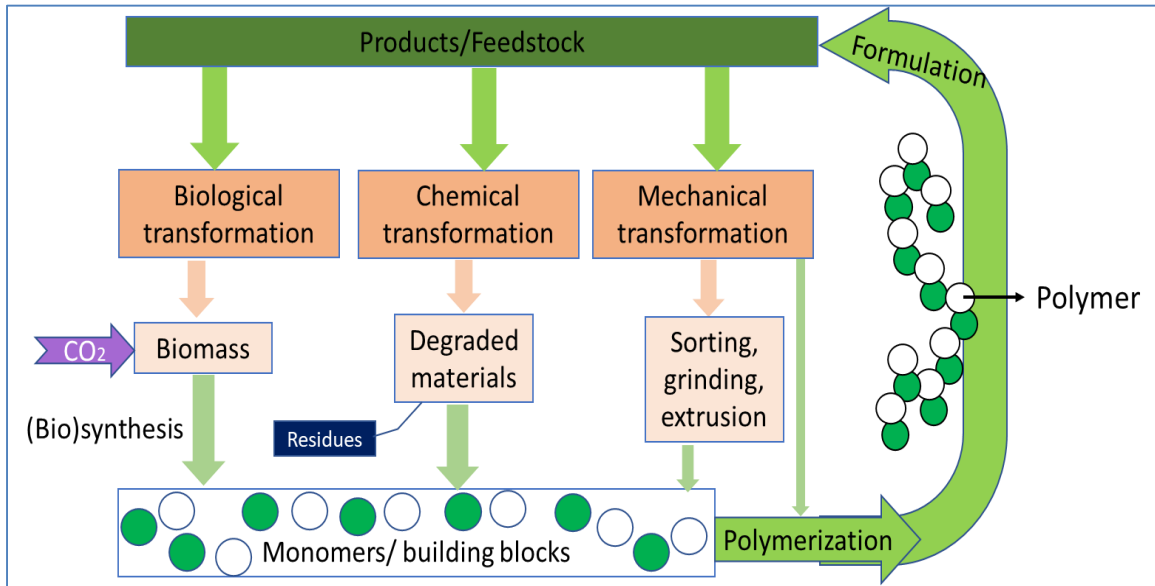 Products/Feedstock
Formulation
Biological
transformation
Chemical
transformation
Mechanical
transformation
Polymer
CO₂
Biomass
Degraded
materials
Sorting,
grinding,
extrusion
(Bio)synthesis
Residues
Monomers/ building blocks
Polymerization